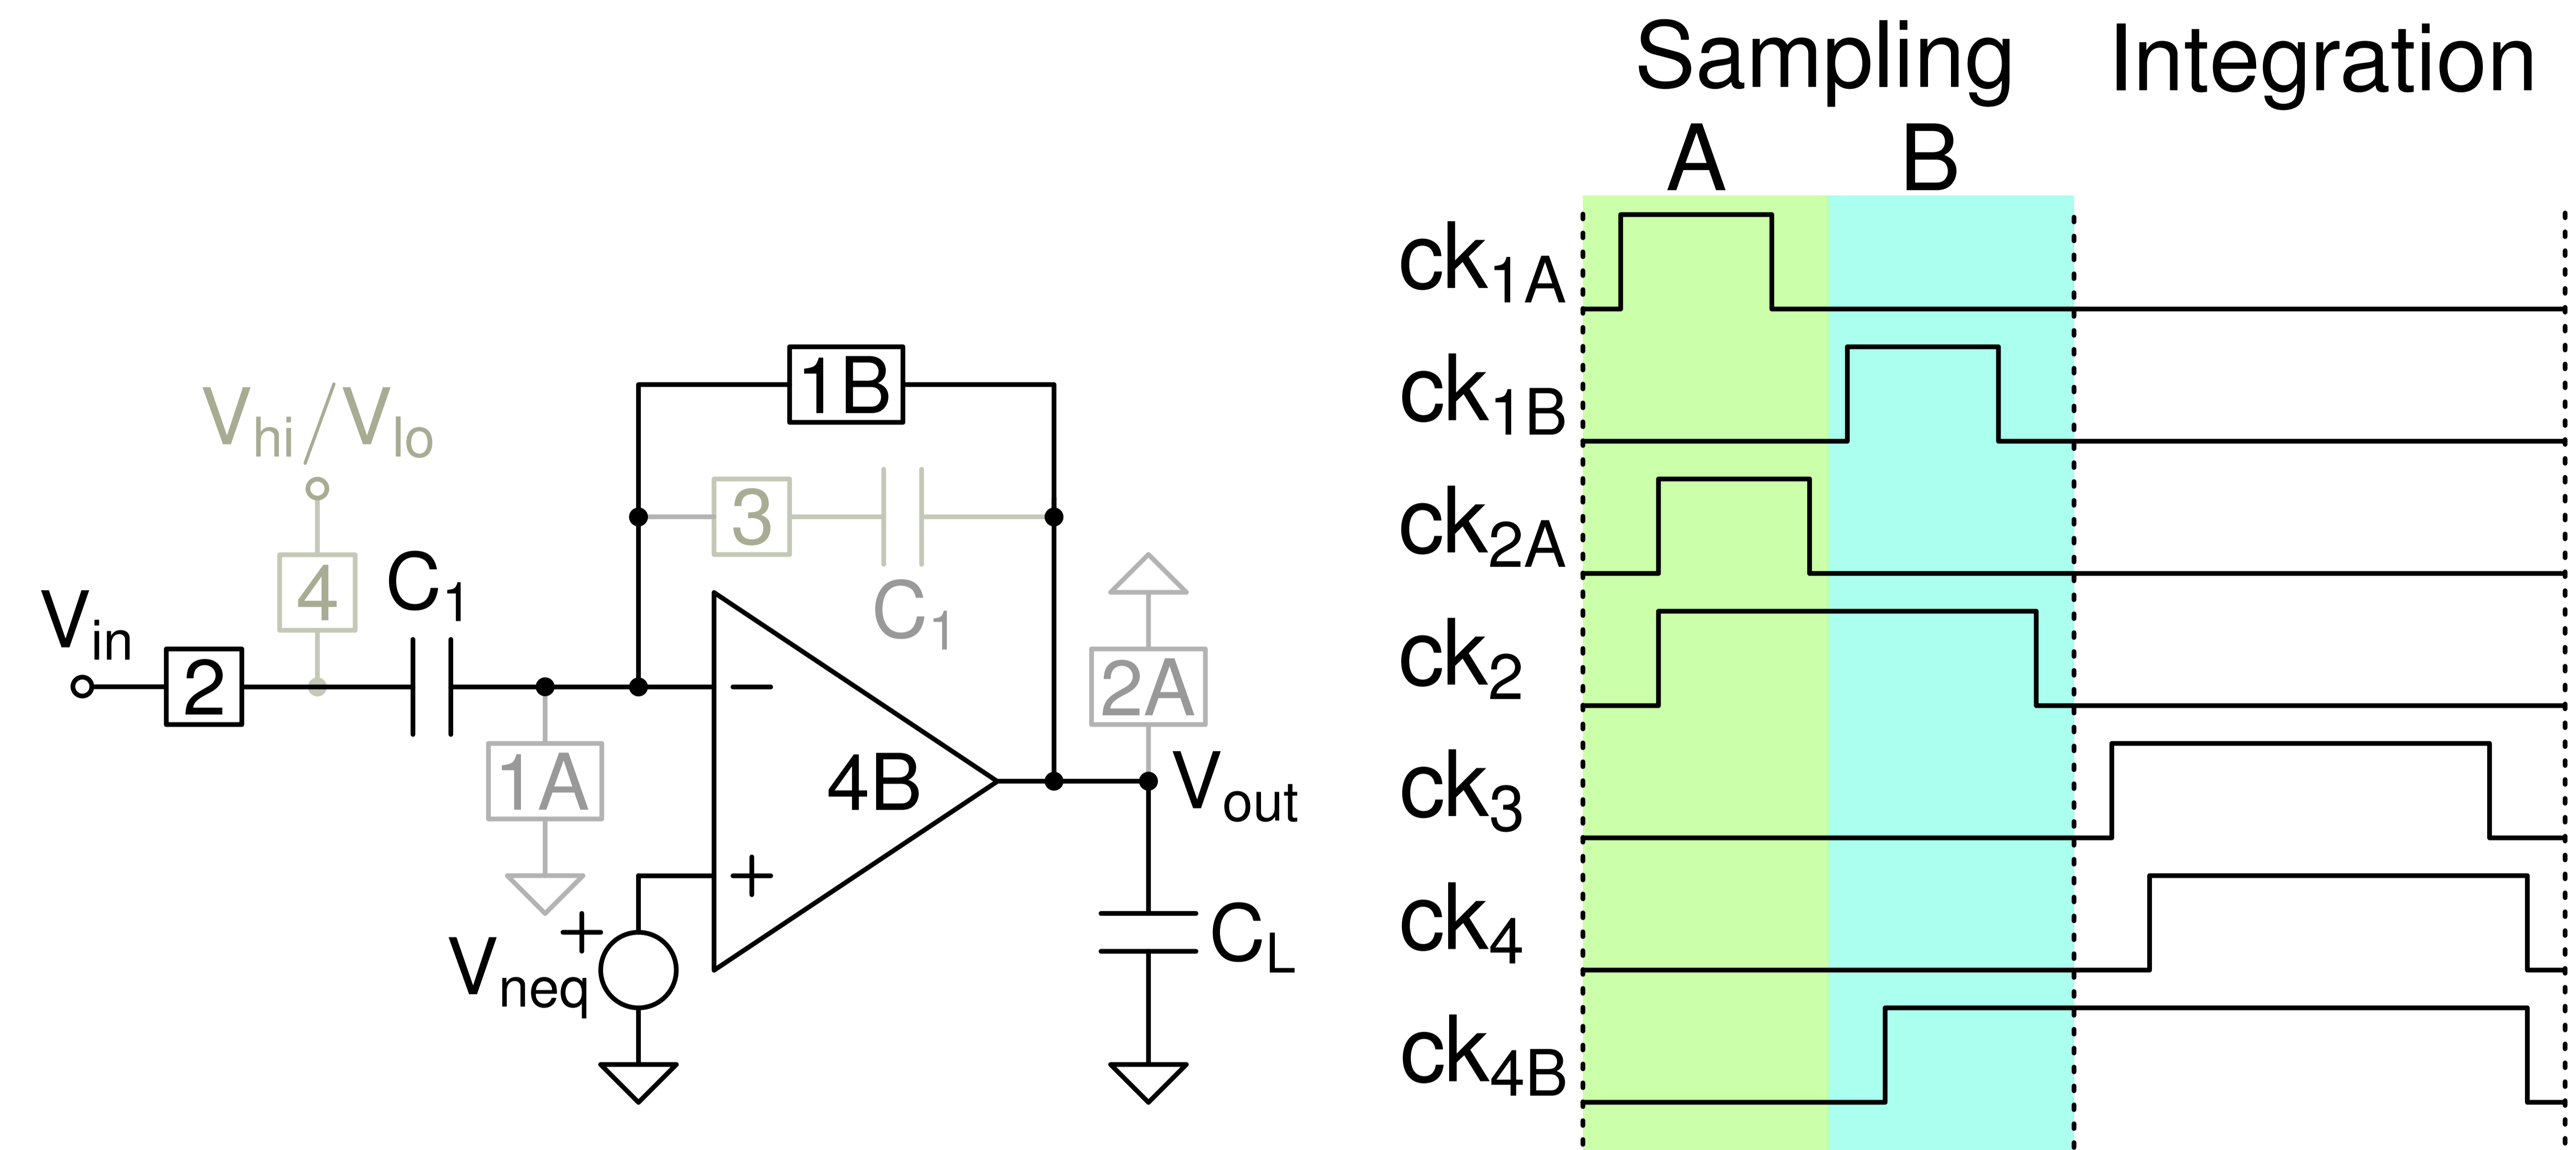 Sampling Integration
A B
ck1A
ck1B
ck2A
ck2
ck3
ck4
ck4B
1B
Vhi/Vlo
3
4
C1
C1
Vin
2
−
2A
1A
4B
Vout
+
+
Vneq
CL